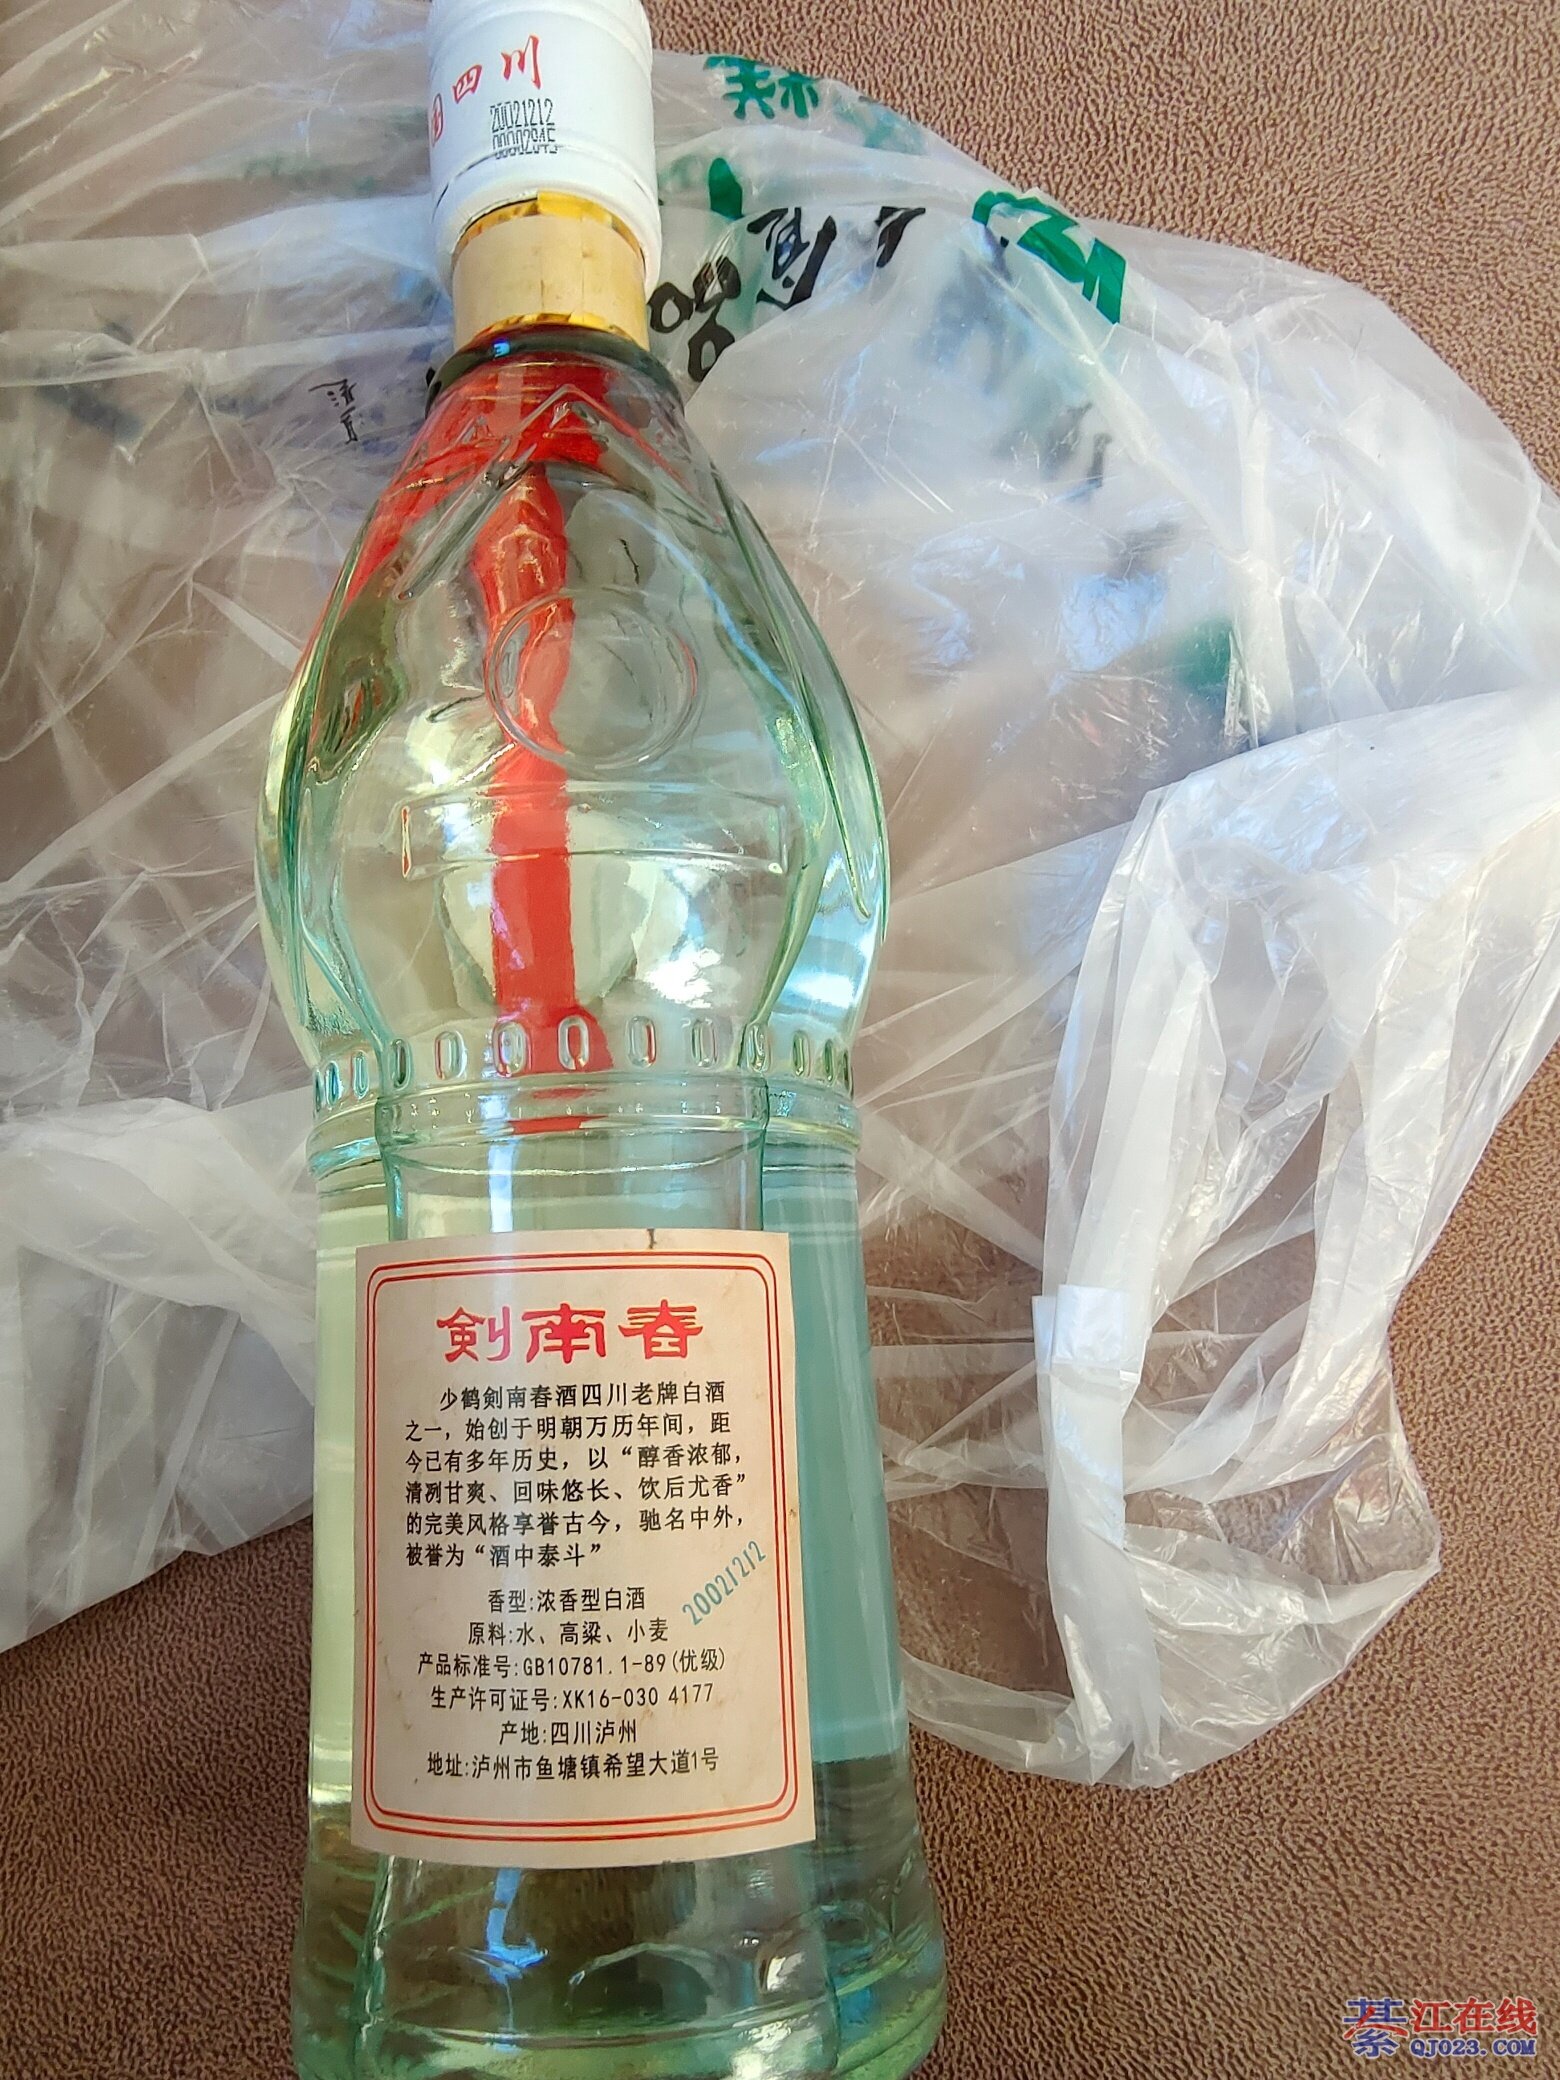 四川
20021212
00002945
剑南春
少鹤剑南春酒四川老牌白酒
之一，始创于明朝万历年间，距
今已有多年历史，以“醇香浓郁，
清冽甘爽、回味悠长、饮后尤香”
的完美风格享誉古今，驰名中外，
被誉为“酒中泰斗”
20021212
香型:浓香型白酒
原料:水、高粱、小麦
产品标准号:GB10781.1-89(优级)
生产许可证号:XK16-030 4177
产地:四川泸州
地址:泸州市鱼塘镇希望大道1号
綦江在线
QJ023.COM